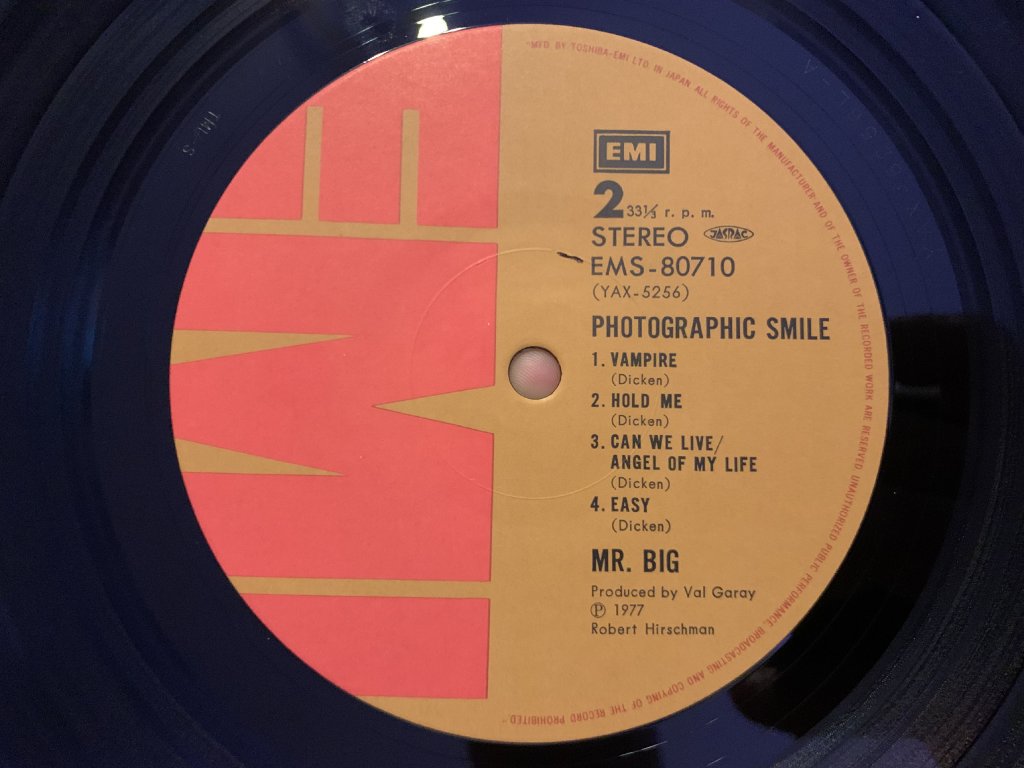 "MFD BY TOSHIBA-EMI LTD. IN JAPAN ALL RIGHTS OF THE MANUFACTURER AND OF THE OWNER OF THE RECORDED WORK ARE RESERVED. UNAUTHORIZED PUBLIC PERFORMANCE, BROADCASTING AND COPYING OF THE RECORD PROHIBITED"
EMI
EMI
2 33⅓ r. p. m.
STEREO JASRAC
EMS-80710
(YAX-5256)
PHOTOGRAPHIC SMILE
1. VAMPIRE
(Dicken)
2. HOLD ME
(Dicken)
3. CAN WE LIVE/
ANGEL OF MY LIFE
(Dicken)
4. EASY
(Dicken)
MR. BIG
Produced by Val Garay
Ⓟ 1977
Robert Hirschman